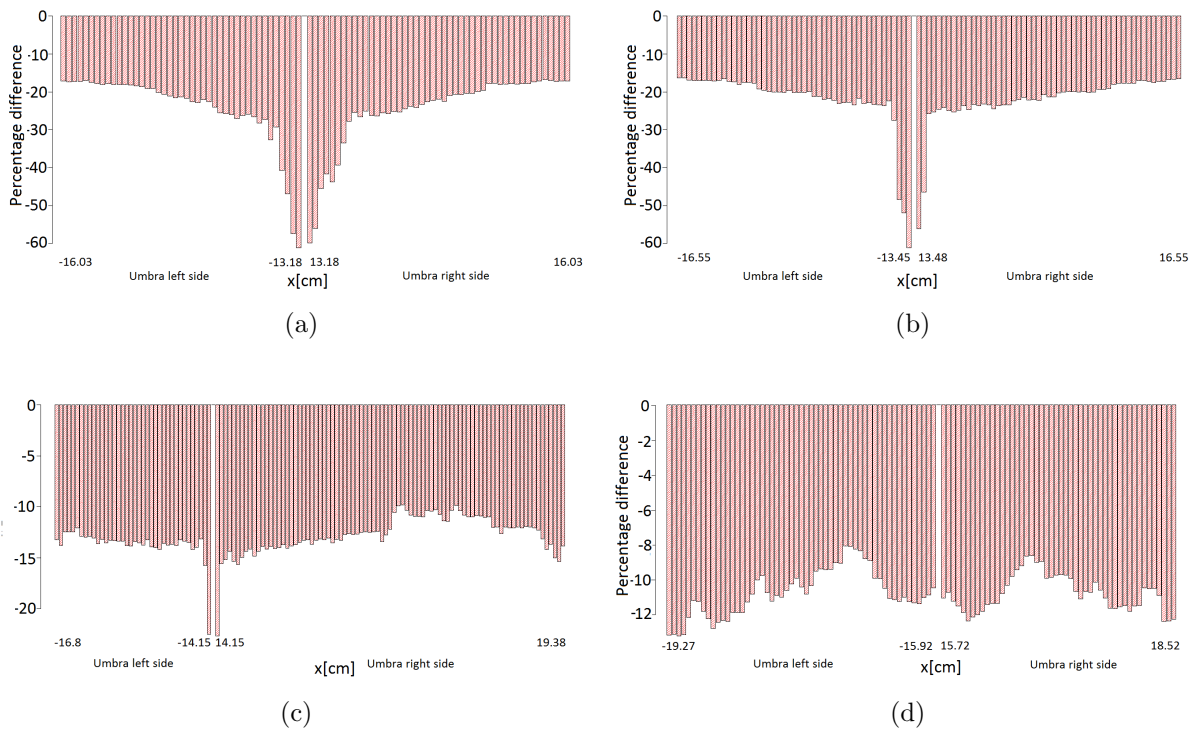 0
-10
-20
-30
-40
-50
-60
Percentage difference
-16.03
-13.18
13.18
16.03
Umbra left side
Umbra right side
x[cm]
(a)
0
-10
-20
-30
-40
-50
-60
Percentage difference
-16.55
-13.45
13.48
16.55
Umbra left side
Umbra right side
x[cm]
(b)
0
-5
-10
-15
-20
-16.8
-14.15
14.15
19.38
Umbra left side
Umbra right side
x[cm]
(c)
0
-2
-4
-6
-8
-10
-12
Percentage difference
-19.27
-15.92
15.72
18.52
Umbra left side
Umbra right side
x[cm]
(d)